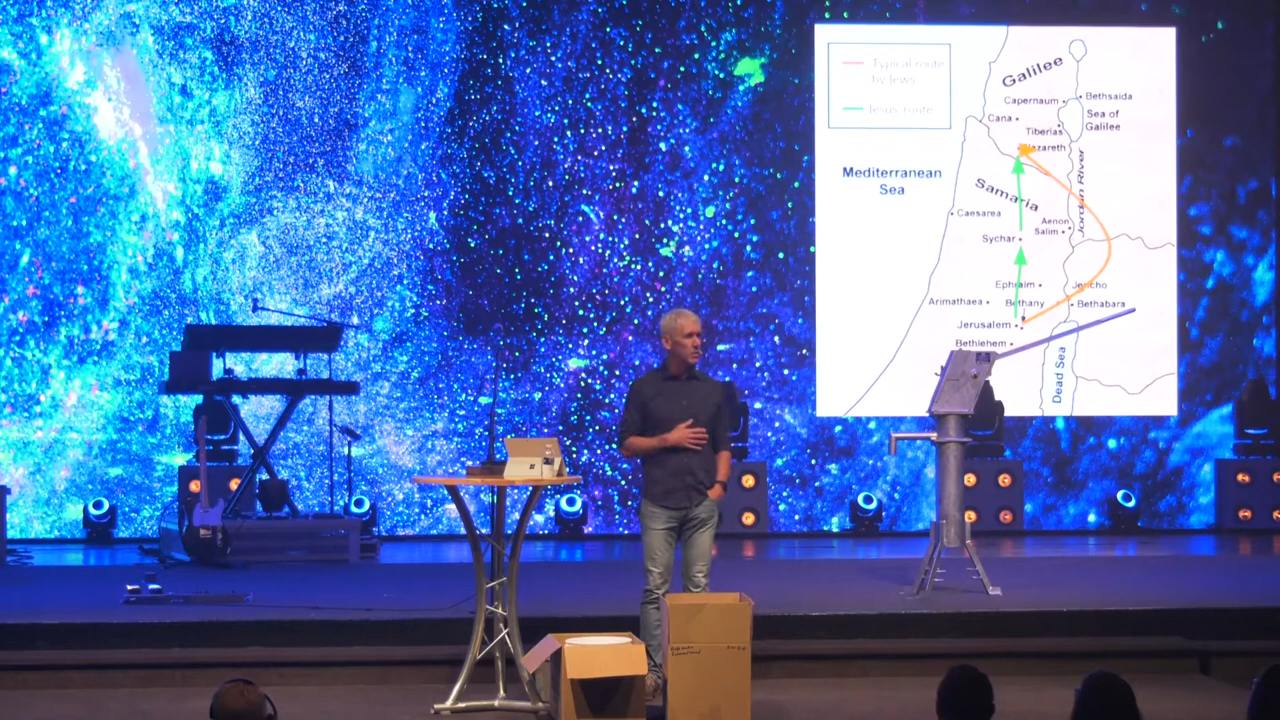 Typical route
by Jews
Jesus route
Galilee
Capernaum
Bethsaida
Cana
Sea of
Galilee
Tiberias
Nazareth
Mediterranean
Sea
Samaria
Jordan River
Caesarea
Aenon
Salim
Sychar
Ephraim
Jericho
Arimathaea
Bethany
Bethabara
Jerusalem
Bethlehem
Dead Sea